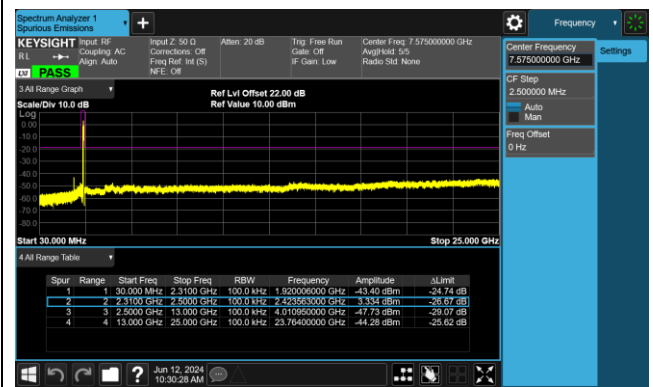 Spectrum Analyzer 1
Spurious Emissions
Frequency
KEYSIGHT Input: RF Input Z: 50 Ω Atten: 20 dB Trig: Free Run Center Freq: 7.575000000 GHz
RL Coupling: AC Corrections: Off Gate: Off Avg|Hold: 5/5
Align: Auto Freq Ref: Int (S) IF Gain: Low Radio Std: None
LXI PASS NFE: Off
Center Frequency
7.575000000 GHz
Settings
CF Step
2.500000 MHz
Auto
Man
Freq Offset
0 Hz
3 All Range Graph
Ref Lvl Offset 22.00 dB
Scale/Div 10.0 dB Ref Value 10.00 dBm
Log
0.00
-10.0
-20.0
-30.0
-40.0
-50.0
-60.0
-70.0
-80.0
Start 30.000 MHz Stop 25.000 GHz
4 All Range Table
Spur Range Start Freq Stop Freq RBW Frequency Amplitude ΔLimit
1 1 30.000 MHz 2.3100 GHz 100.0 kHz 1.920006000 GHz -43.40 dBm -24.74 dB
2 2 2.3100 GHz 2.5000 GHz 100.0 kHz 2.423563000 GHz 3.334 dBm -26.67 dB
3 3 2.5000 GHz 13.000 GHz 100.0 kHz 4.010950000 GHz -47.73 dBm -29.07 dB
4 4 13.000 GHz 25.000 GHz 100.0 kHz 23.76400000 GHz -44.28 dBm -25.62 dB
Jun 12, 2024
10:30:28 AM